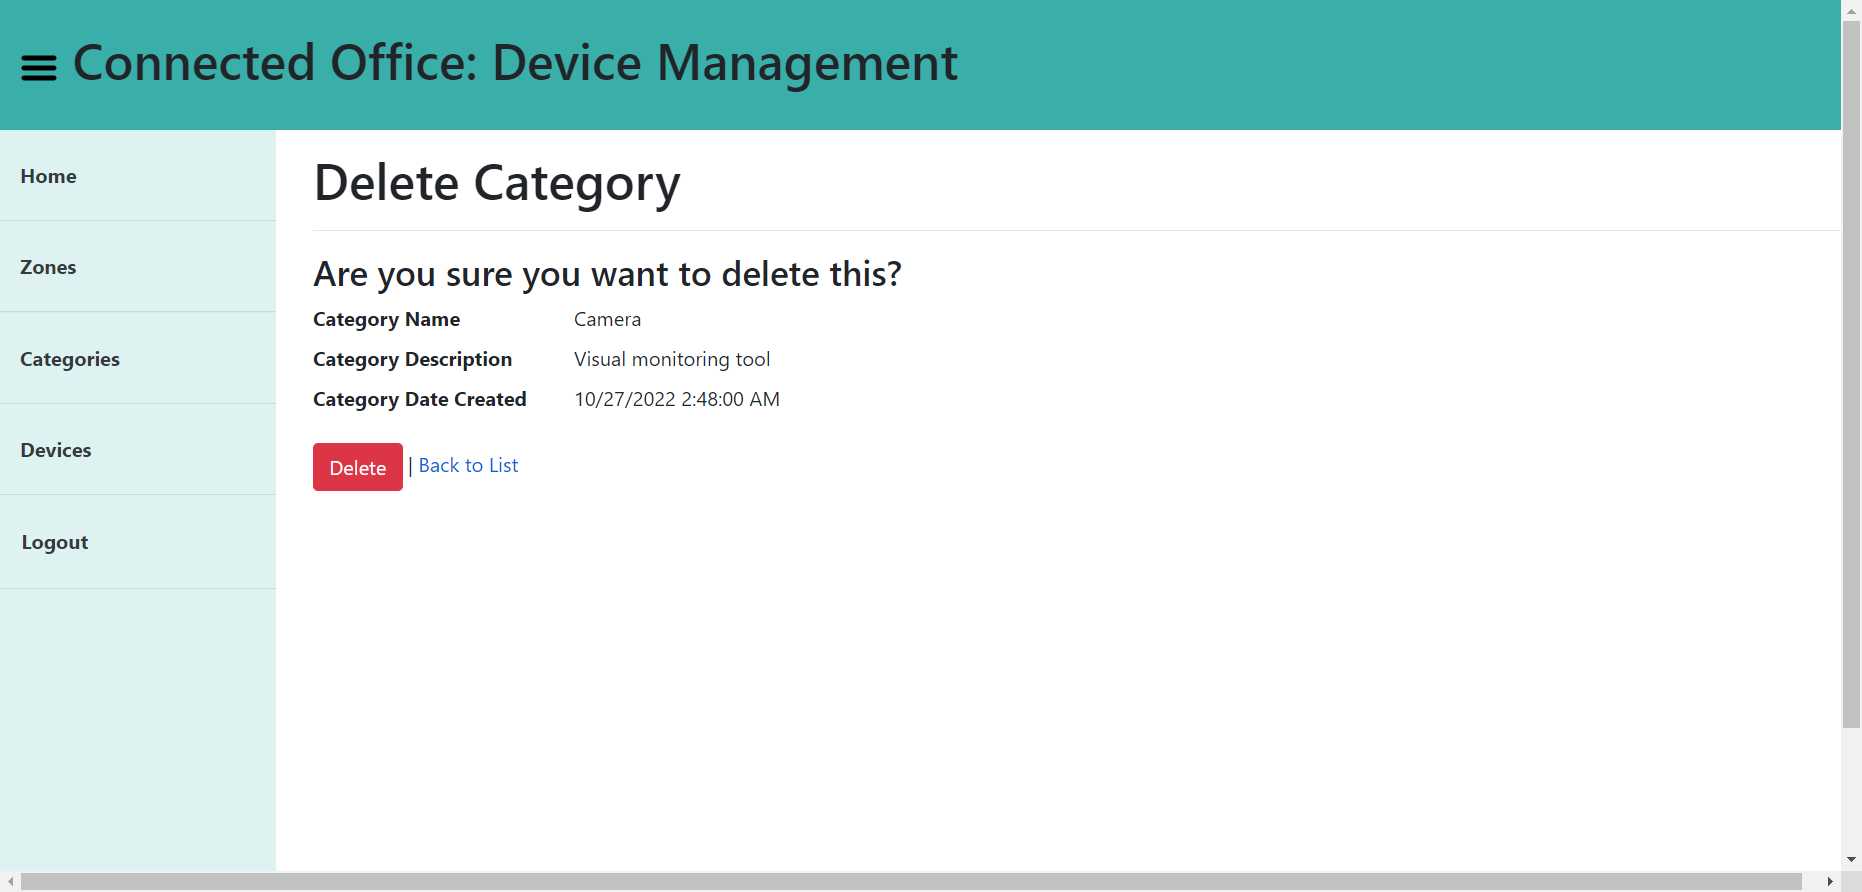 Connected Office: Device Management
Home
Zones
Categories
Devices
Logout
Delete Category
Are you sure you want to delete this?
Category Name Camera
Category Description Visual monitoring tool
Category Date Created 10/27/2022 2:48:00 AM
Delete | Back to List